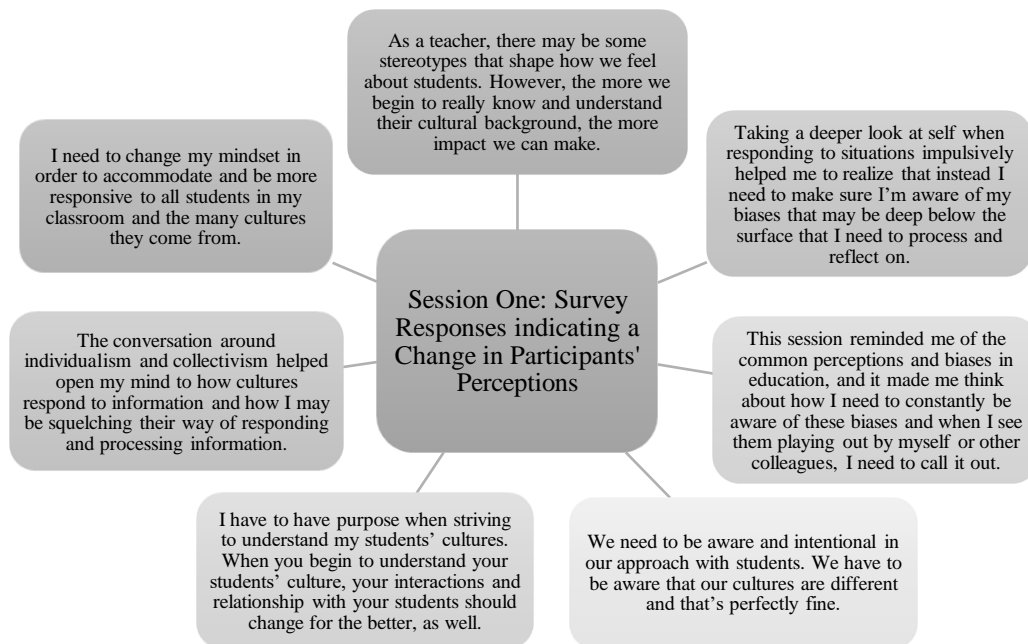 As a teacher, there may be some
stereotypes that shape how we feel
about students. However, the more we
begin to really know and understand
their cultural background, the more
impact we can make.
Taking a deeper look at self when
responding to situations impulsively
helped me to realize that instead I
need to make sure I'm aware of my
biases that may be deep below the
surface that I need to process and
reflect on.
This session reminded me of the
common perceptions and biases in
education, and it made me think
about how I need to constantly be
aware of these biases and when I see
them playing out by myself or other
colleagues, I need to call it out.
We need to be aware and intentional in
our approach with students. We have to
be aware that our cultures are different
and that's perfectly fine.
I have to have purpose when striving
to understand my students' cultures.
When you begin to understand your
students' culture, your interactions and
relationship with your students should
change for the better, as well.
The conversation around
individualism and collectivism helped
open my mind to how cultures
respond to information and how I may
be squelching their way of responding
and processing information.
I need to change my mindset in
order to accommodate and be more
responsive to all students in my
classroom and the many cultures
they come from.
Session One: Survey
Responses indicating a
Change in Participants'
Perceptions